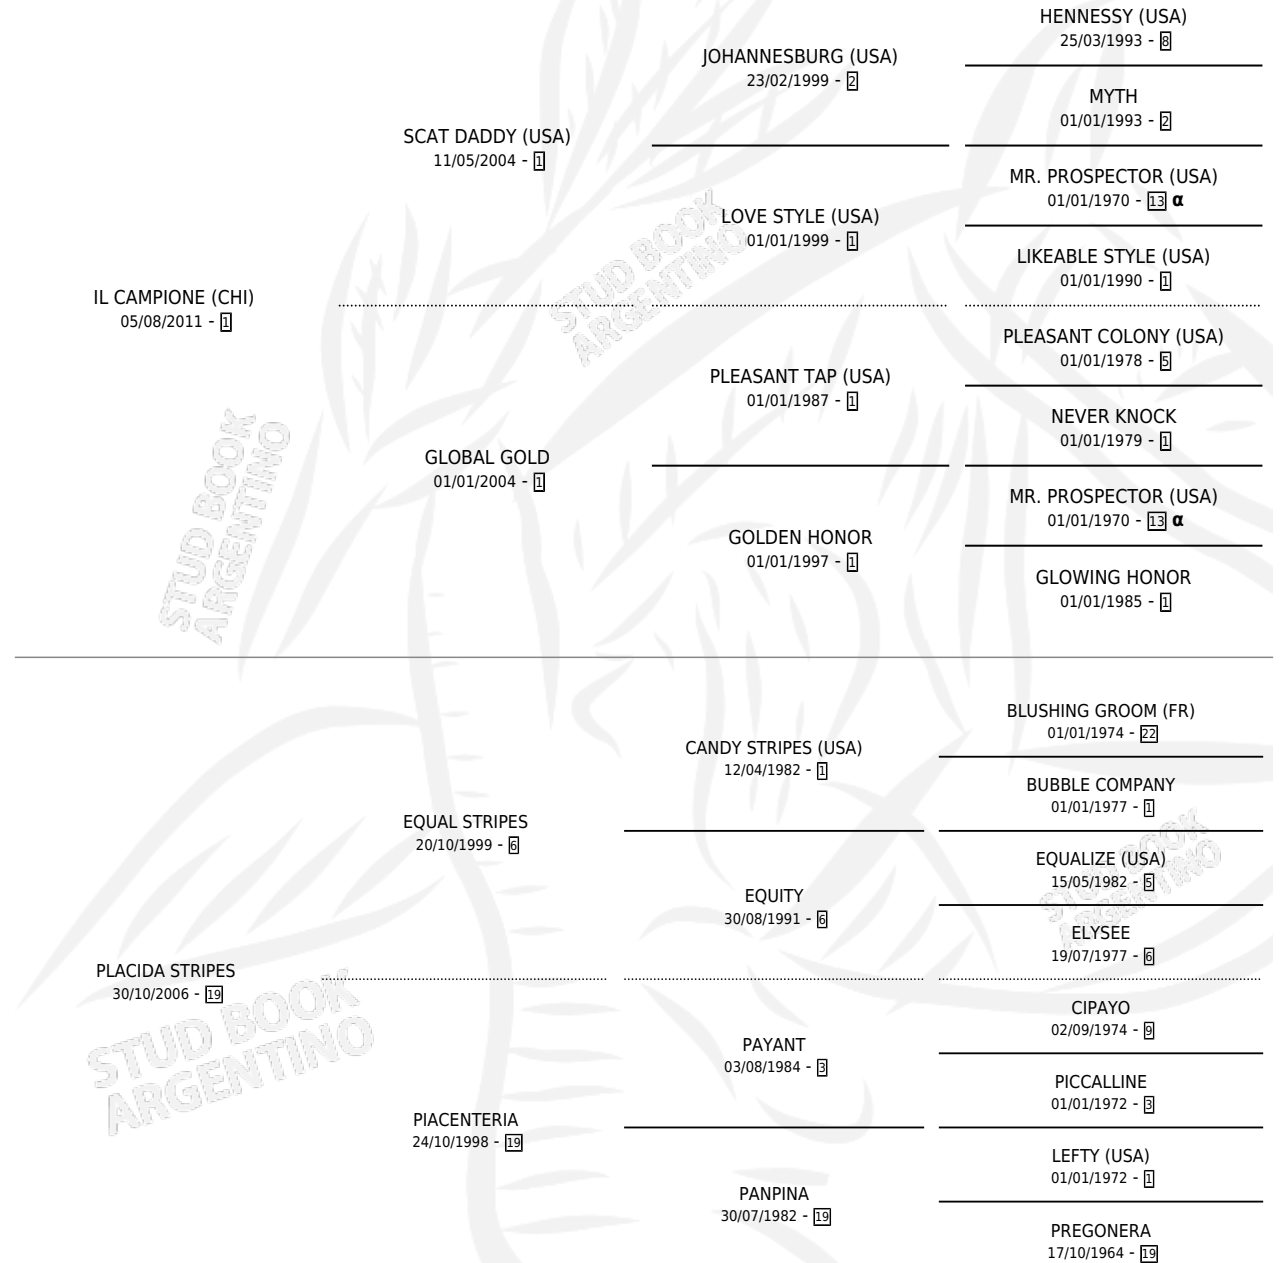 HENNESSY (USA)
25/03/1993 - 8
JOHANNESBURG (USA)
23/02/1999 - 2
MYTH
01/01/1993 - 2
SCAT DADDY (USA)
11/05/2004 - 1
MR. PROSPECTOR (USA)
01/01/1970 - 13 α
LOVE STYLE (USA)
01/01/1999 - 1
LIKEABLE STYLE (USA)
01/01/1990 - 1
IL CAMPIONE (CHI)
05/08/2011 - 1
PLEASANT COLONY (USA)
01/01/1978 - 5
PLEASANT TAP (USA)
01/01/1987 - 1
NEVER KNOCK
01/01/1979 - 1
GLOBAL GOLD
01/01/2004 - 1
MR. PROSPECTOR (USA)
01/01/1970 - 13 α
GOLDEN HONOR
01/01/1997 - 1
GLOWING HONOR
01/01/1985 - 1
BLUSHING GROOM (FR)
01/01/1974 - 22
CANDY STRIPES (USA)
12/04/1982 - 1
BUBBLE COMPANY
01/01/1977 - 1
EQUAL STRIPES
20/10/1999 - 6
EQUALIZE (USA)
15/05/1982 - 5
EQUITY
30/08/1991 - 6
ELYSEE
19/07/1977 - 6
PLACIDA STRIPES
30/10/2006 - 19
CIPAYO
02/09/1974 - 9
PAYANT
03/08/1984 - 3
PICCALLINE
01/01/1972 - 3
PIACENTERIA
24/10/1998 - 19
LEFTY (USA)
01/01/1972 - 1
PANPINA
30/07/1982 - 19
PREGONERA
17/10/1964 - 19
STUD BOOK
ARGENTINO
STUD BOOK
ARGENTINO
STUD BOOK
ARGENTINO
STUD BOOK
ARGENTINO